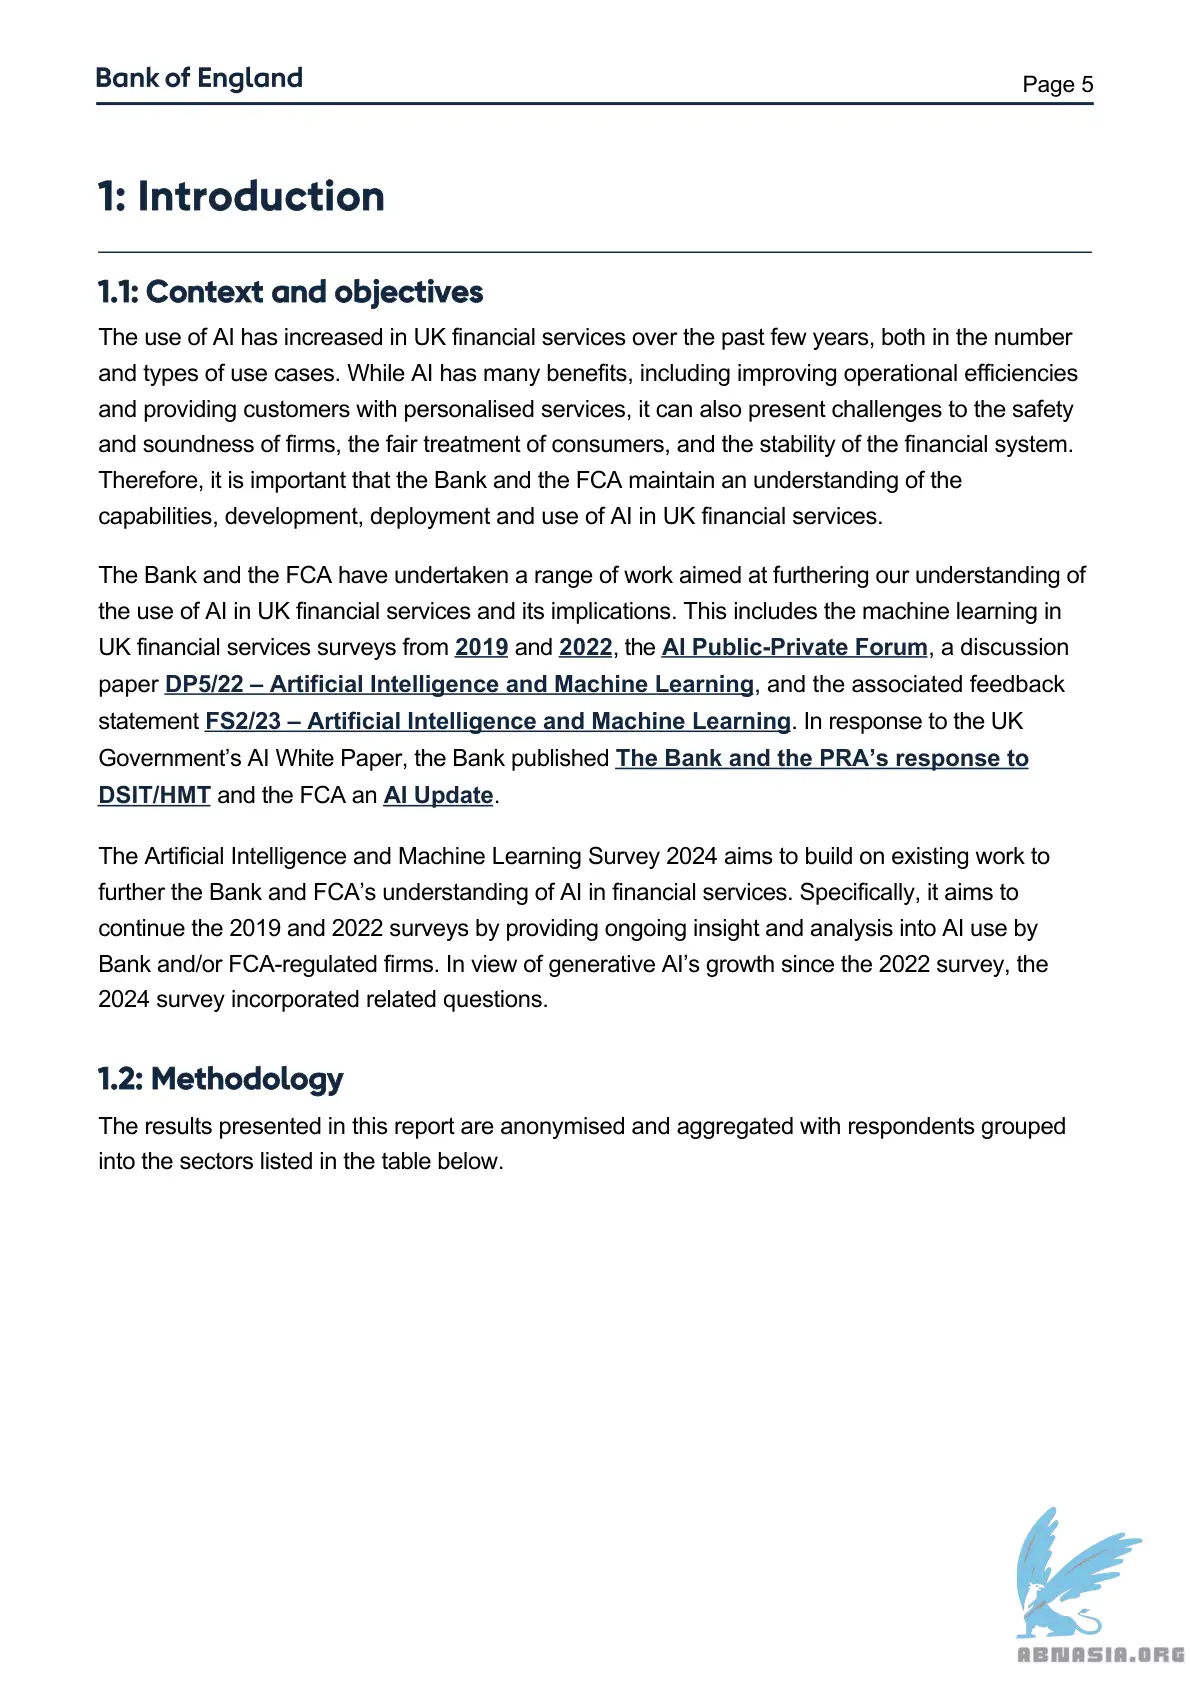 Bank of England
Page 5
1: Introduction
1.1: Context and objectives
The use of AI has increased in UK financial services over the past few years, both in the number
and types of use cases. While AI has many benefits, including improving operational efficiencies
and providing customers with personalised services, it can also present challenges to the safety
and soundness of firms, the fair treatment of consumers, and the stability of the financial system.
Therefore, it is important that the Bank and the FCA maintain an understanding of the
capabilities, development, deployment and use of AI in UK financial services.
The Bank and the FCA have undertaken a range of work aimed at furthering our understanding of
the use of AI in UK financial services and its implications. This includes the machine learning in
UK financial services surveys from 2019 and 2022, the AI Public-Private Forum, a discussion
paper DP5/22 – Artificial Intelligence and Machine Learning, and the associated feedback
statement FS2/23 – Artificial Intelligence and Machine Learning. In response to the UK
Government’s AI White Paper, the Bank published The Bank and the PRA’s response to
DSIT/HMT and the FCA an AI Update.
The Artificial Intelligence and Machine Learning Survey 2024 aims to build on existing work to
further the Bank and FCA’s understanding of AI in financial services. Specifically, it aims to
continue the 2019 and 2022 surveys by providing ongoing insight and analysis into AI use by
Bank and/or FCA-regulated firms. In view of generative AI’s growth since the 2022 survey, the
2024 survey incorporated related questions.
1.2: Methodology
The results presented in this report are anonymised and aggregated with respondents grouped
into the sectors listed in the table below.
ABNASIA.ORG